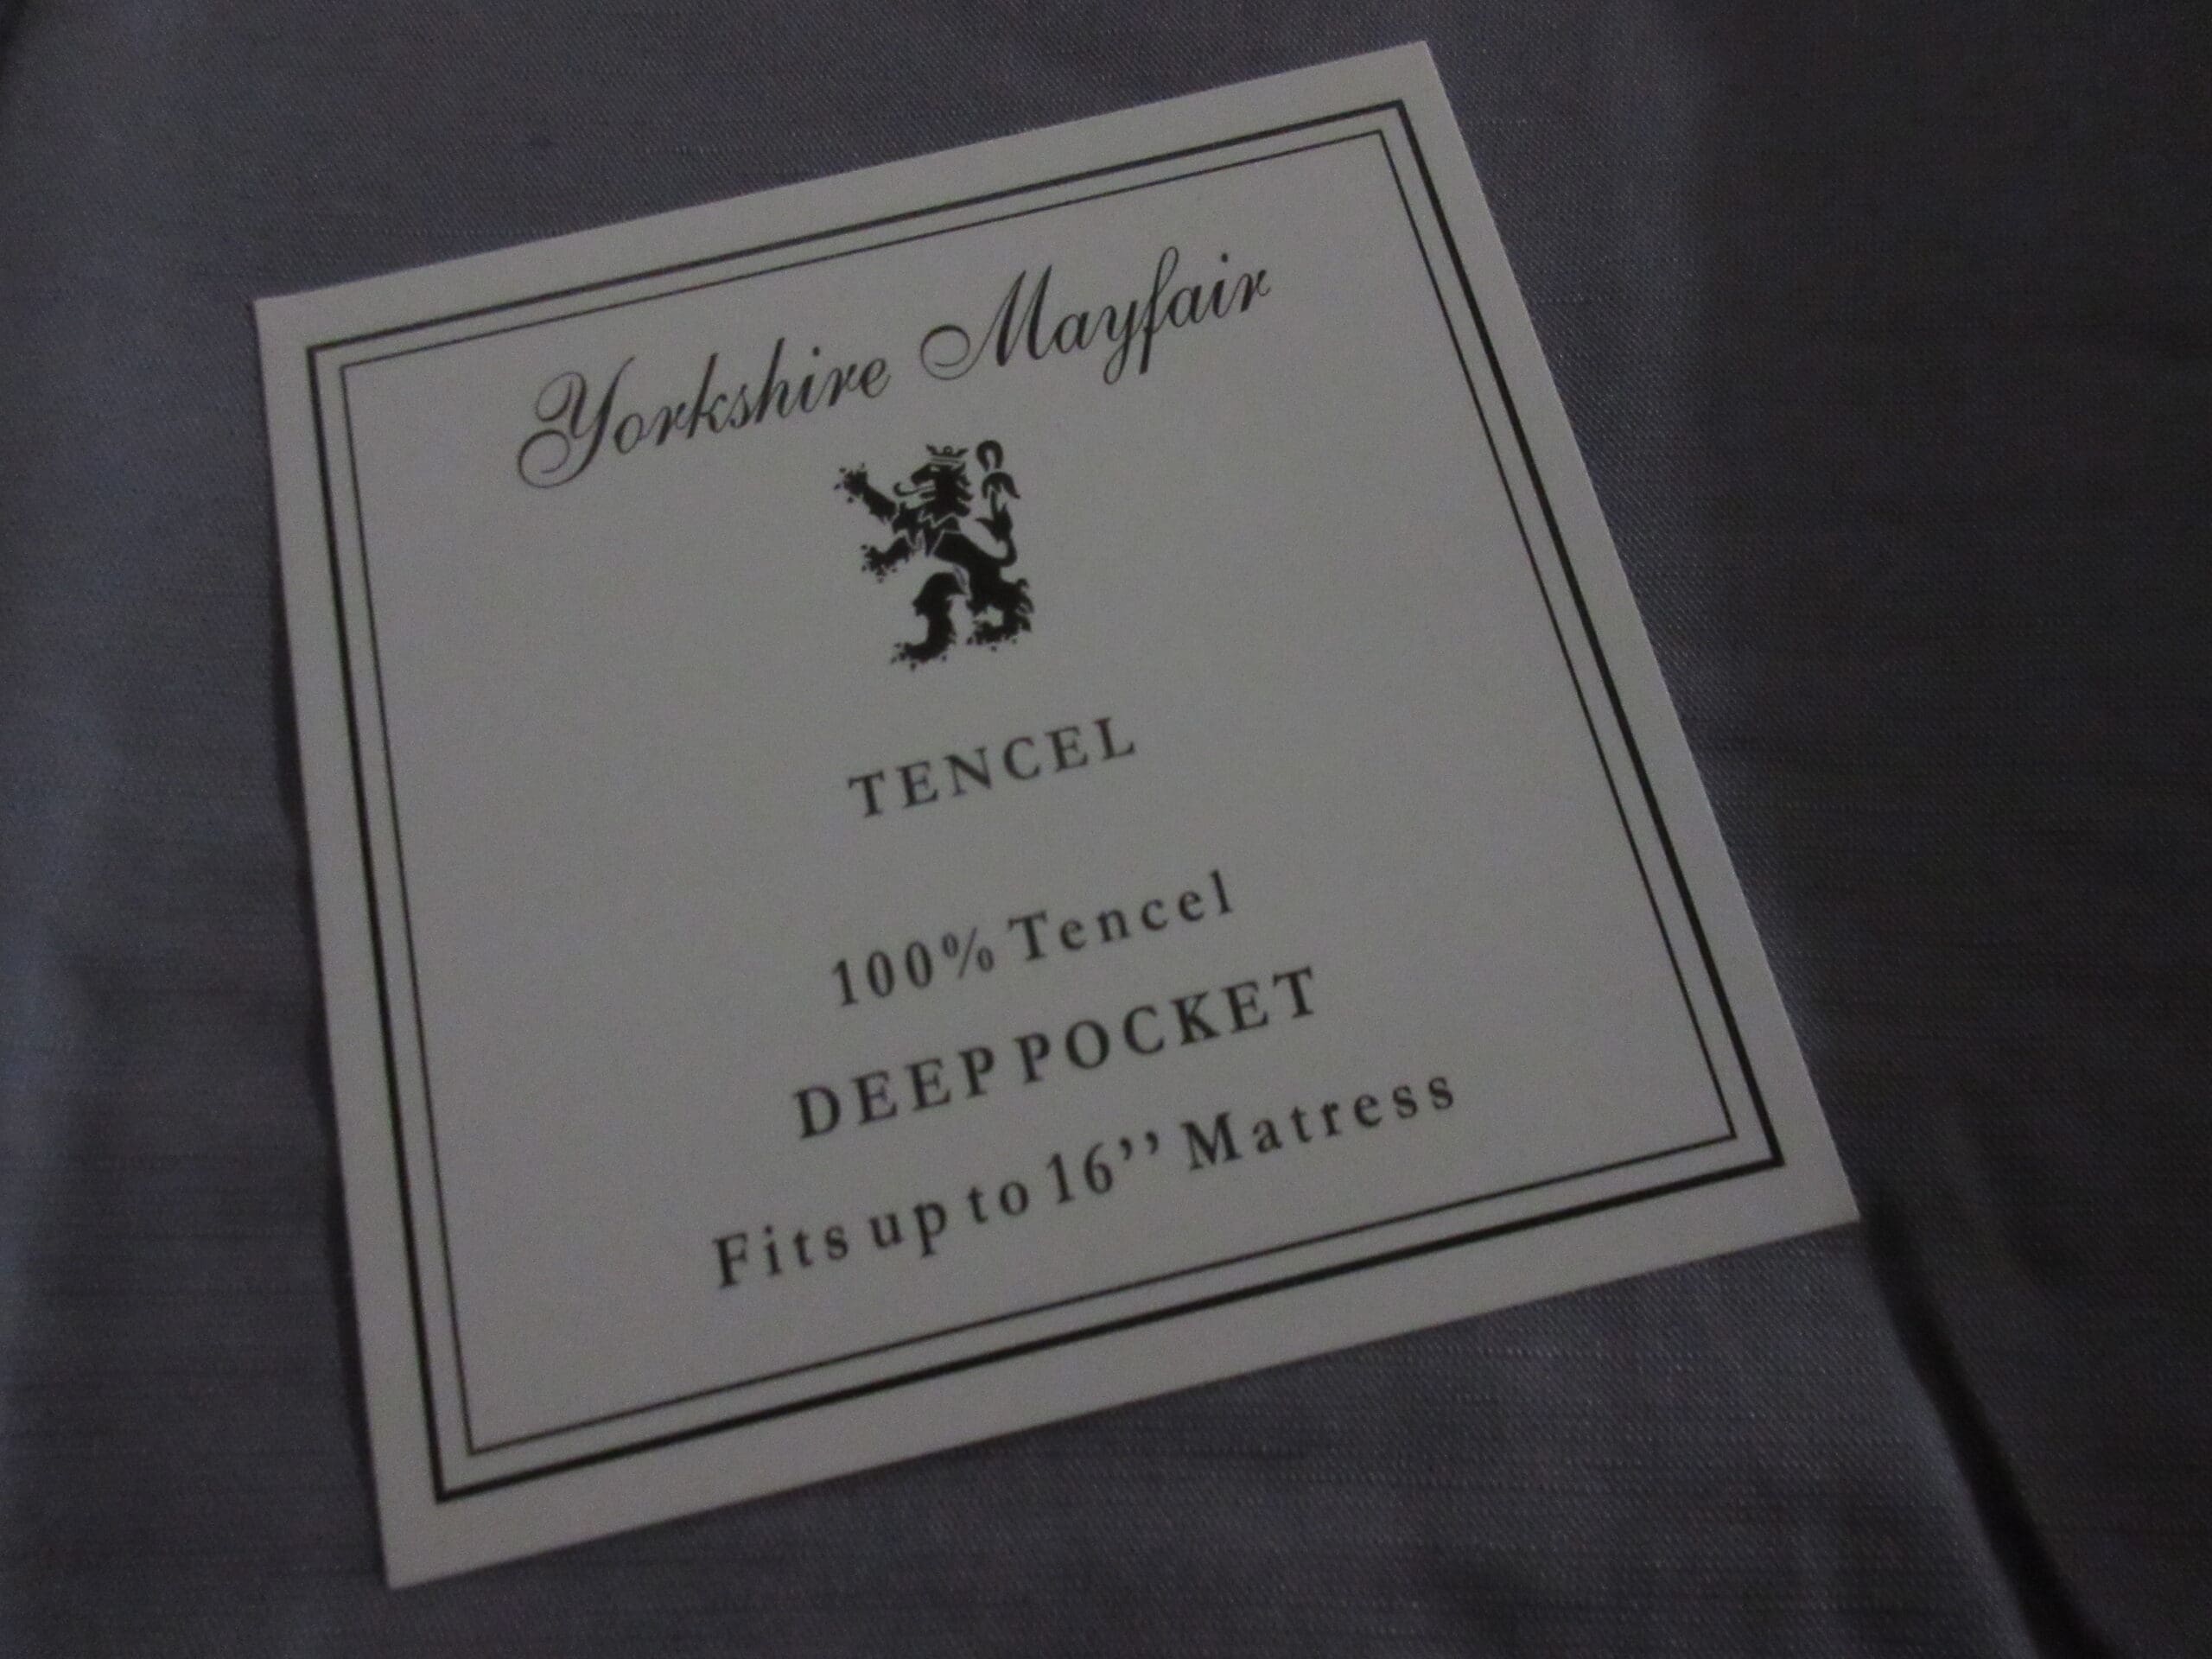 Yorkshire Mayfair
TENCEL
100% Tencel
DEEP POCKET
Fits up to 16’’ Matress